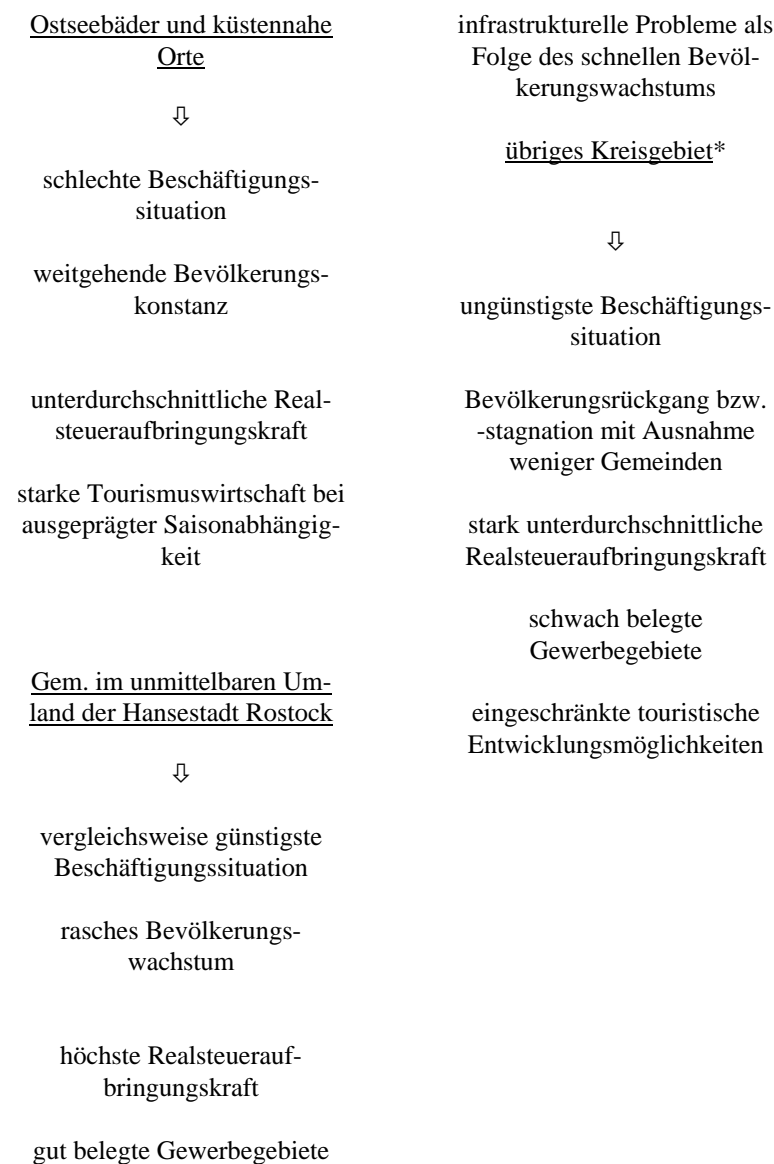 Ostseebäder und küstennahe
Orte
⇩
schlechte Beschäftigungs-
situation
weitgehende Bevölkerungs-
konstanz
unterdurchschnittliche Real-
steueraufbringungskraft
starke Tourismuswirtschaft bei
ausgeprägter Saisonabhängig-
keit
Gem. im unmittelbaren Um-
land der Hansestadt Rostock
⇩
vergleichsweise günstigste
Beschäftigungssituation
rasches Bevölkerungs-
wachstum
höchste Realsteuerauf-
bringungskraft
gut belegte Gewerbegebiete
infrastrukturelle Probleme als
Folge des schnellen Bevöl-
kerungswachstums
übriges Kreisgebiet*
⇩
ungünstigste Beschäftigungs-
situation
Bevölkerungsrückgang bzw.
-stagnation mit Ausnahme
weniger Gemeinden
stark unterdurchschnittliche
Realsteueraufbringungskraft
schwach belegte
Gewerbegebiete
eingeschränkte touristische
Entwicklungsmöglichkeiten